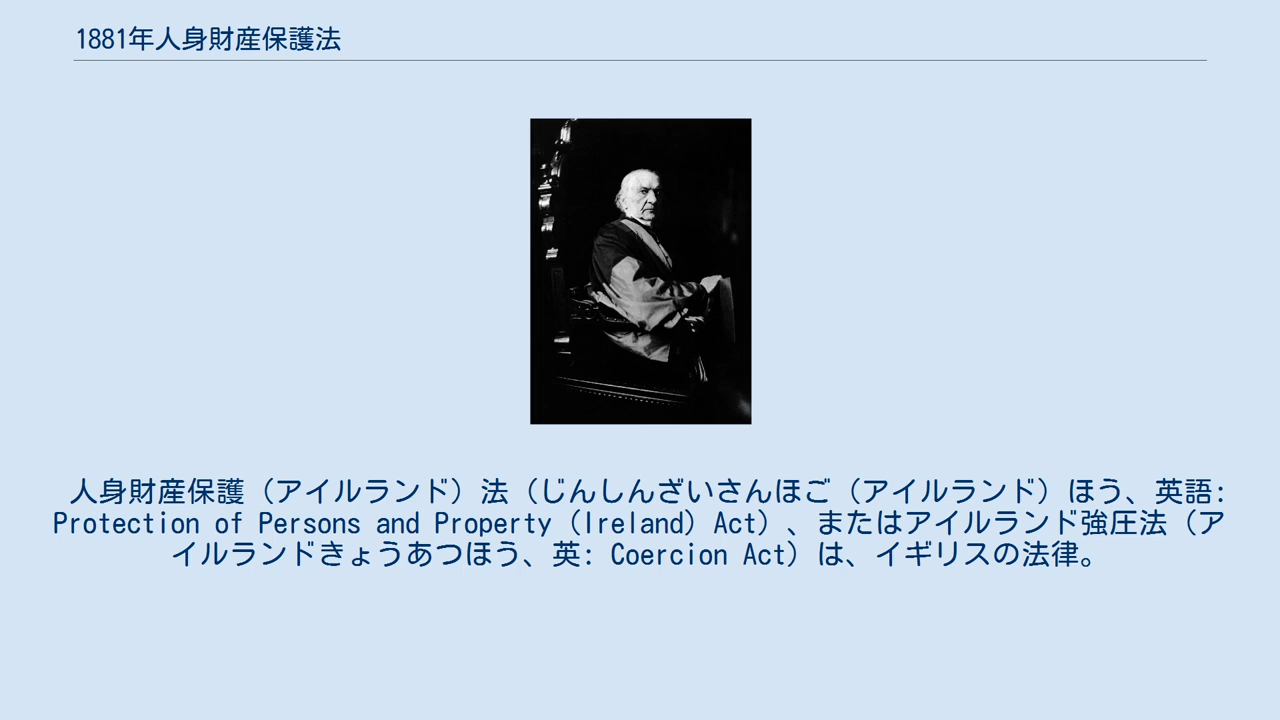 1881年人身財産保護法
人身財産保護（アイルランド）法（じんしんざいさんほご（アイルランド）ほう、英語:
Protection of Persons and Property (Ireland) Act）、またはアイルランド強圧法（ア
イルランドきょうあつほう、英: Coercion Act）は、イギリスの法律。